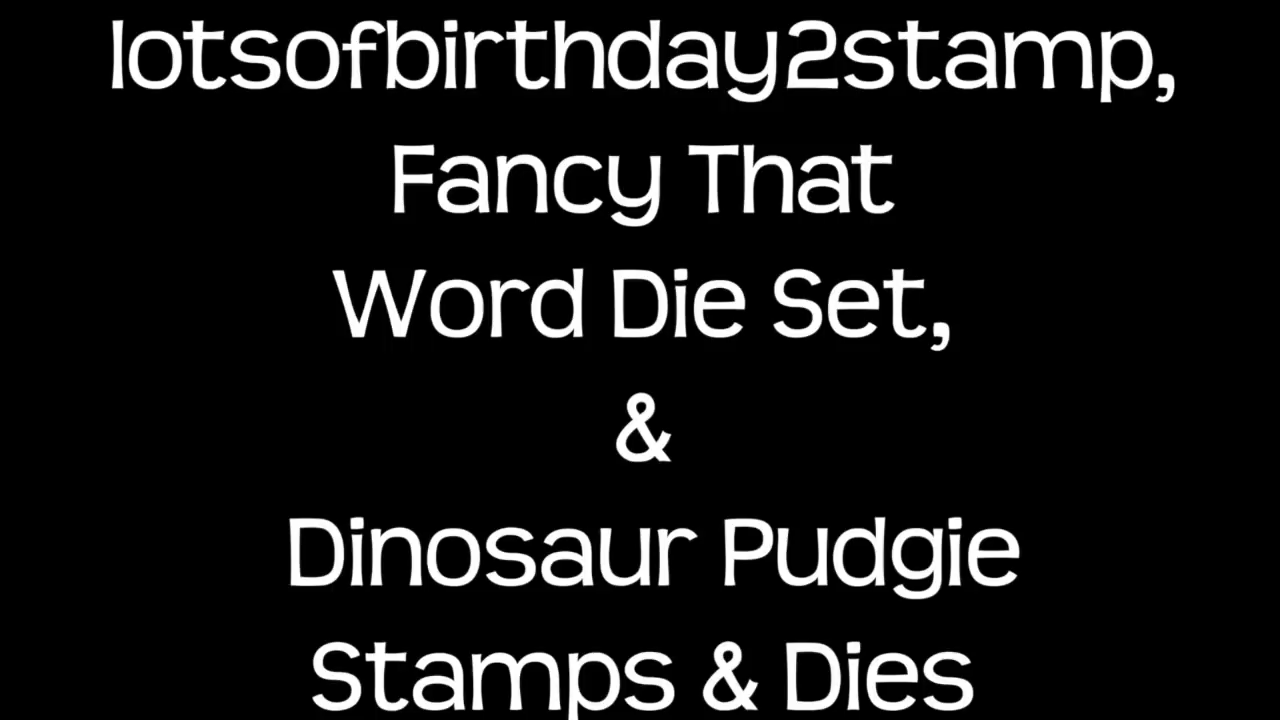 lotsofbirthday2stamp,
Fancy That
Word Die Set,
&
Dinosaur Pudgie
Stamps & Dies